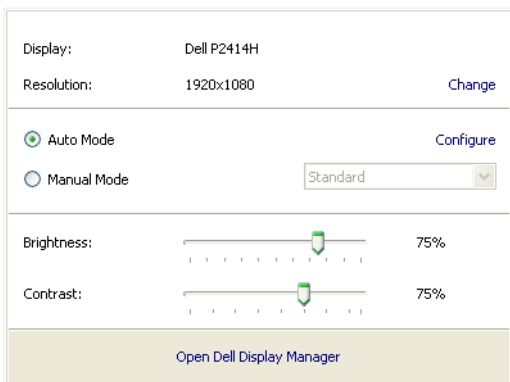 Display: Dell P2414H
Resolution: 1920x1080 Change
Auto Mode Configure
Manual Mode Standard
Brightness: 75%
Contrast: 75%
Open Dell Display Manager